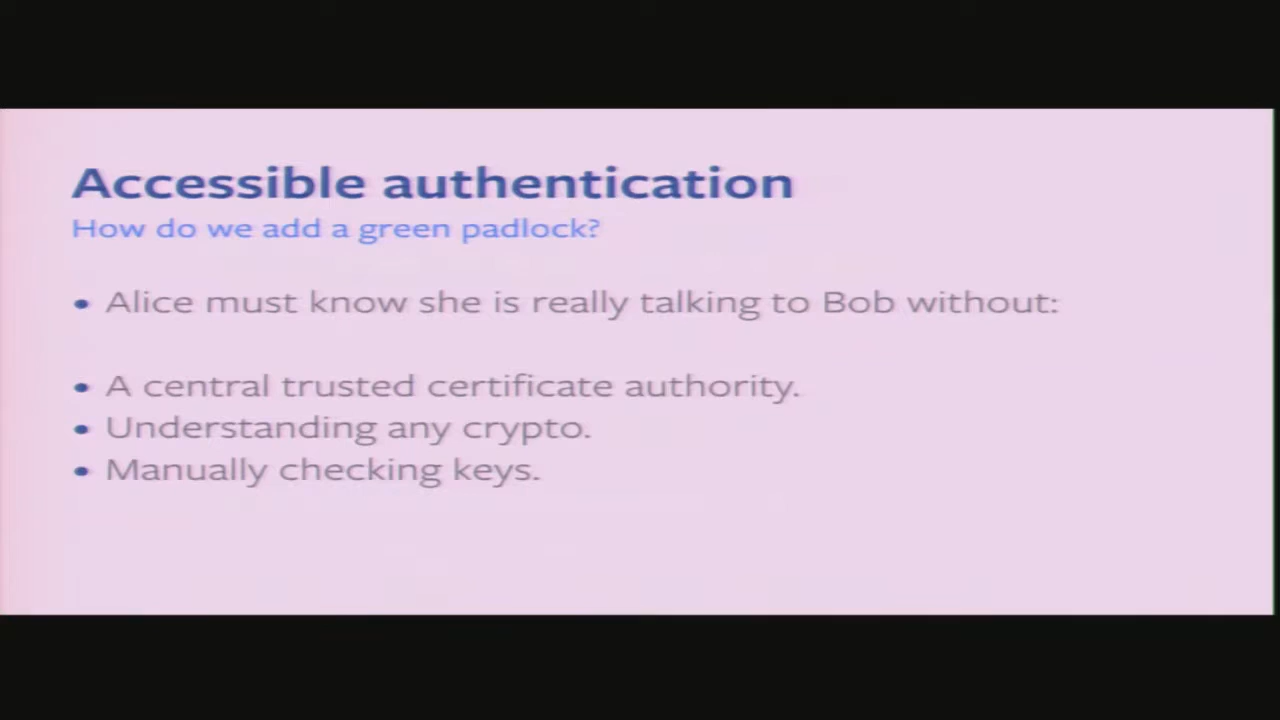 Accessible authentication
How do we add a green padlock?
• Alice must know she is really talking to Bob without:
• A central trusted certificate authority.
• Understanding any crypto.
• Manually checking keys.